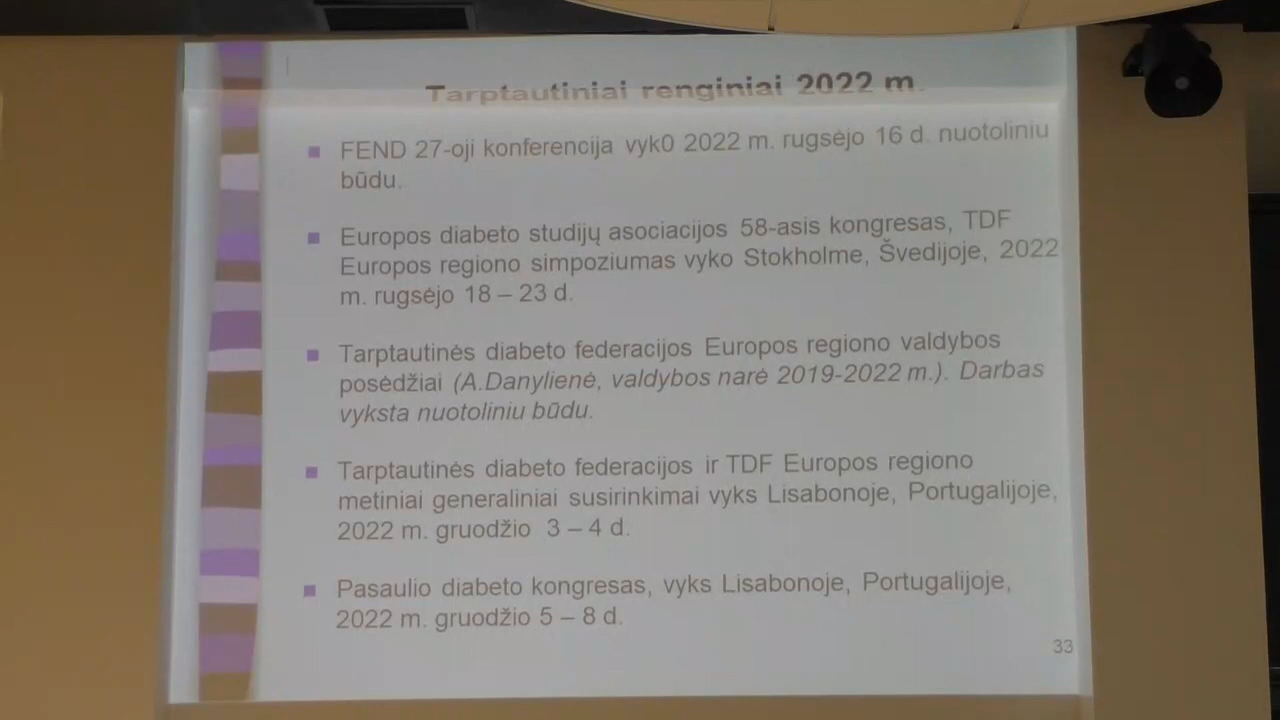 Tarptautiniai renginiai 2022 m.
FEND 27-oji konferencija vyk0 2022 m. rugsėjo 16 d. nuotoliniu
būdu.
Europos diabeto studijų asociacijos 58-asis kongresas, TDF
Europos regiono simpoziumas vyko Stokholme, Švedijoje, 2022
m. rugsėjo 18 – 23 d.
Tarptautinės diabeto federacijos Europos regiono valdybos
posėdžiai (A.Danylienė, valdybos narė 2019-2022 m.). Darbas
vyksta nuotoliniu būdu.
Tarptautinės diabeto federacijos ir TDF Europos regiono
metiniai generaliniai susirinkimai vyks Lisabonoje, Portugalijoje,
2022 m. gruodžio 3 – 4 d.
Pasaulio diabeto kongresas, vyks Lisabonoje, Portugalijoje,
2022 m. gruodžio 5 – 8 d.
33